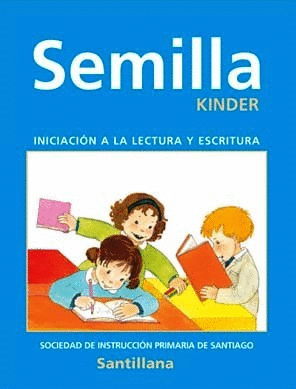 Semilla
KINDER
INICIACIÓN A LA LECTURA Y ESCRITURA
SOCIEDAD DE INSTRUCCIÓN PRIMARIA DE SANTIAGO
Santillana